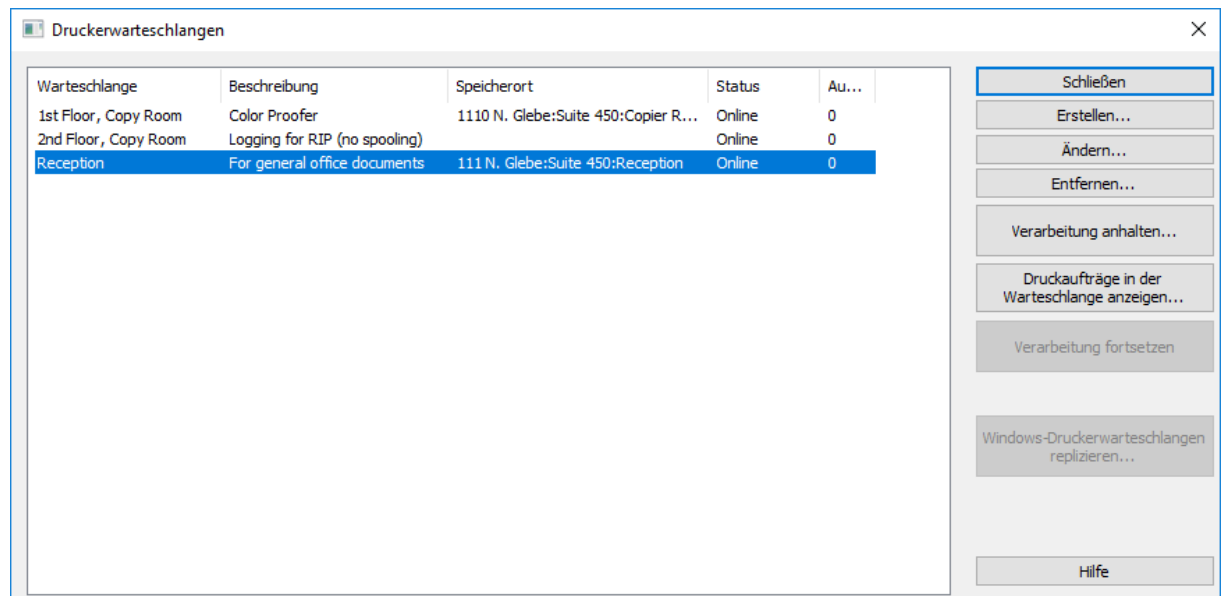 Druckerwarteschlangen
Warteschlange Beschreibung Speicherort Status Au...
1st Floor, Copy Room Color Proofer 1110 N. Glebe:Suite 450:Copier R... Online 0
2nd Floor, Copy Room Logging for RIP (no spooling) Online 0
Reception For general office documents 111 N. Glebe:Suite 450:Reception Online 0
Schließen
Erstellen...
Ändern...
Entfernen...
Verarbeitung anhalten...
Druckaufträge in der
Warteschlange anzeigen...
Verarbeitung fortsetzen
Windows-Druckerwarteschlangen
replizieren...
Hilfe